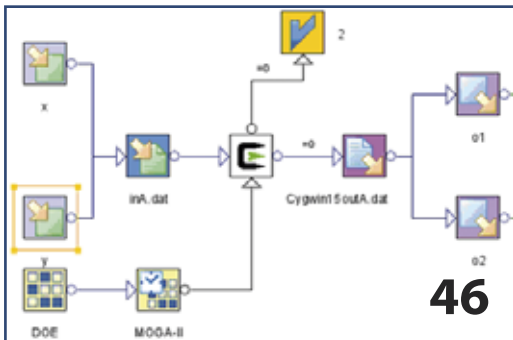 2
=0
x
o1
=0
inA.dat
Cygwin15outA.dat
y
o2
46
DOE
MOGA-II